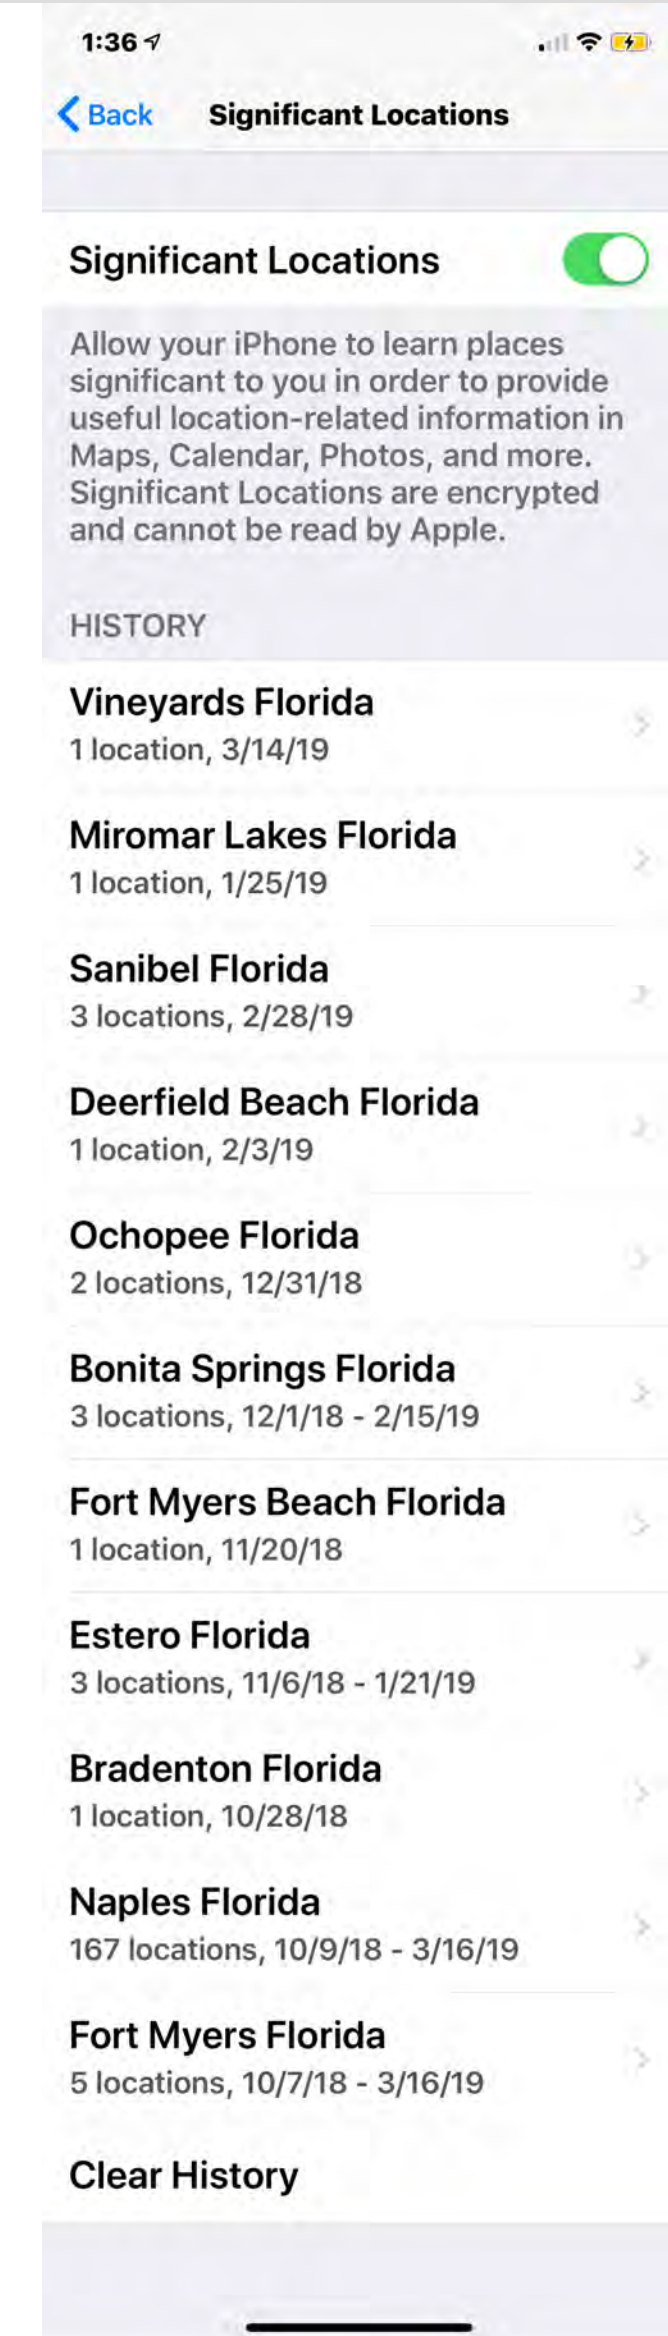 1:36
Back Significant Locations
Significant Locations
Allow your iPhone to learn places
significant to you in order to provide
useful location-related information in
Maps, Calendar, Photos, and more.
Significant Locations are encrypted
and cannot be read by Apple.
HISTORY
Vineyards Florida
1 location, 3/14/19
Miromar Lakes Florida
1 location, 1/25/19
Sanibel Florida
3 locations, 2/28/19
Deerfield Beach Florida
1 location, 2/3/19
Ochopee Florida
2 locations, 12/31/18
Bonita Springs Florida
3 locations, 12/1/18 - 2/15/19
Fort Myers Beach Florida
1 location, 11/20/18
Estero Florida
3 locations, 11/6/18 - 1/21/19
Bradenton Florida
1 location, 10/28/18
Naples Florida
167 locations, 10/9/18 - 3/16/19
Fort Myers Florida
5 locations, 10/7/18 - 3/16/19
Clear History